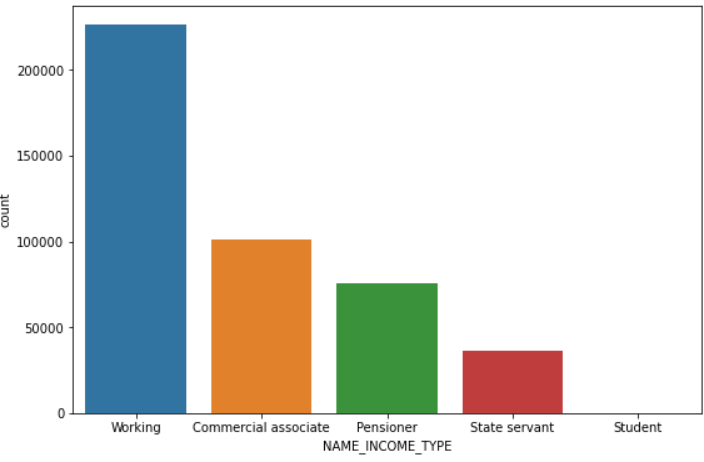 200000
150000
count
100000
50000
0
Working Commercial associate Pensioner State servant Student
NAME_INCOME_TYPE